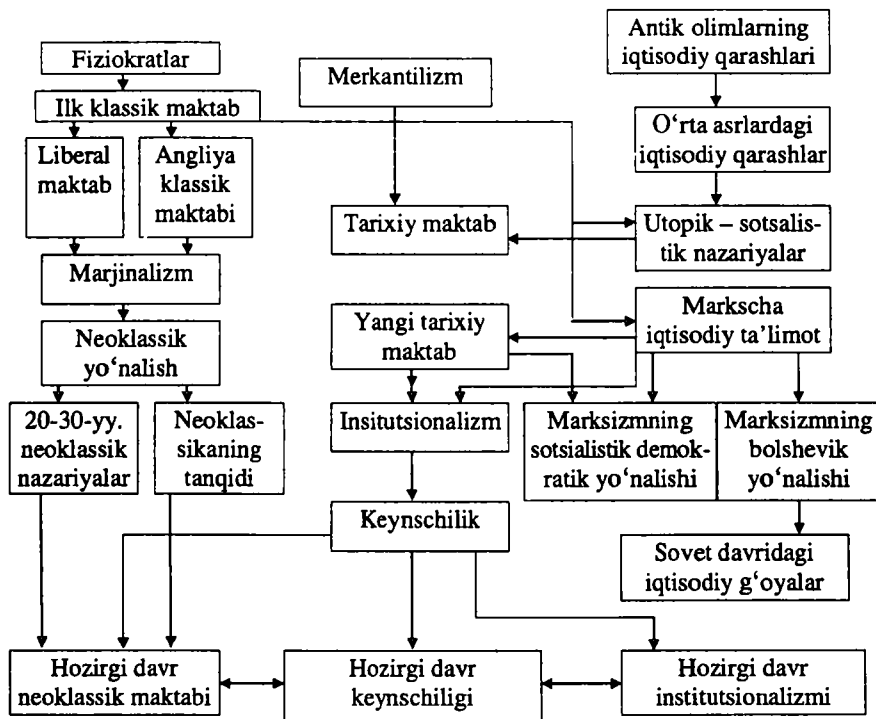 Fiziokratlar
Merkantilizm
Antik olimlarning
iqtisodiy qarashlari
Ilk klassik maktab
O‘rta asrlardagi
iqtisodiy qarashlar
Liberal
maktab
Angliya
klassik
maktabi
Tarixiy maktab
Utopik – sotsalis-
tik nazariyalar
Marjinalizm
Yangi tarixiy
maktab
Markscha
iqtisodiy ta’limot
Neoklassik
yo‘nalish
20-30-yy.
neoklassik
nazariyalar
Neoklas-
sikaning
tanqidi
Insitutsionalizm
Marksizmning
sotsialistik demok-
ratik yo‘nalishi
Marksizmning
bolshevik
yo‘nalishi
Keynschilik
Sovet davridagi
iqtisodiy g‘oyalar
Hozirgi davr
neoklassik maktabi
Hozirgi davr
keynschiligi
Hozirgi davr
institutsionalizmi